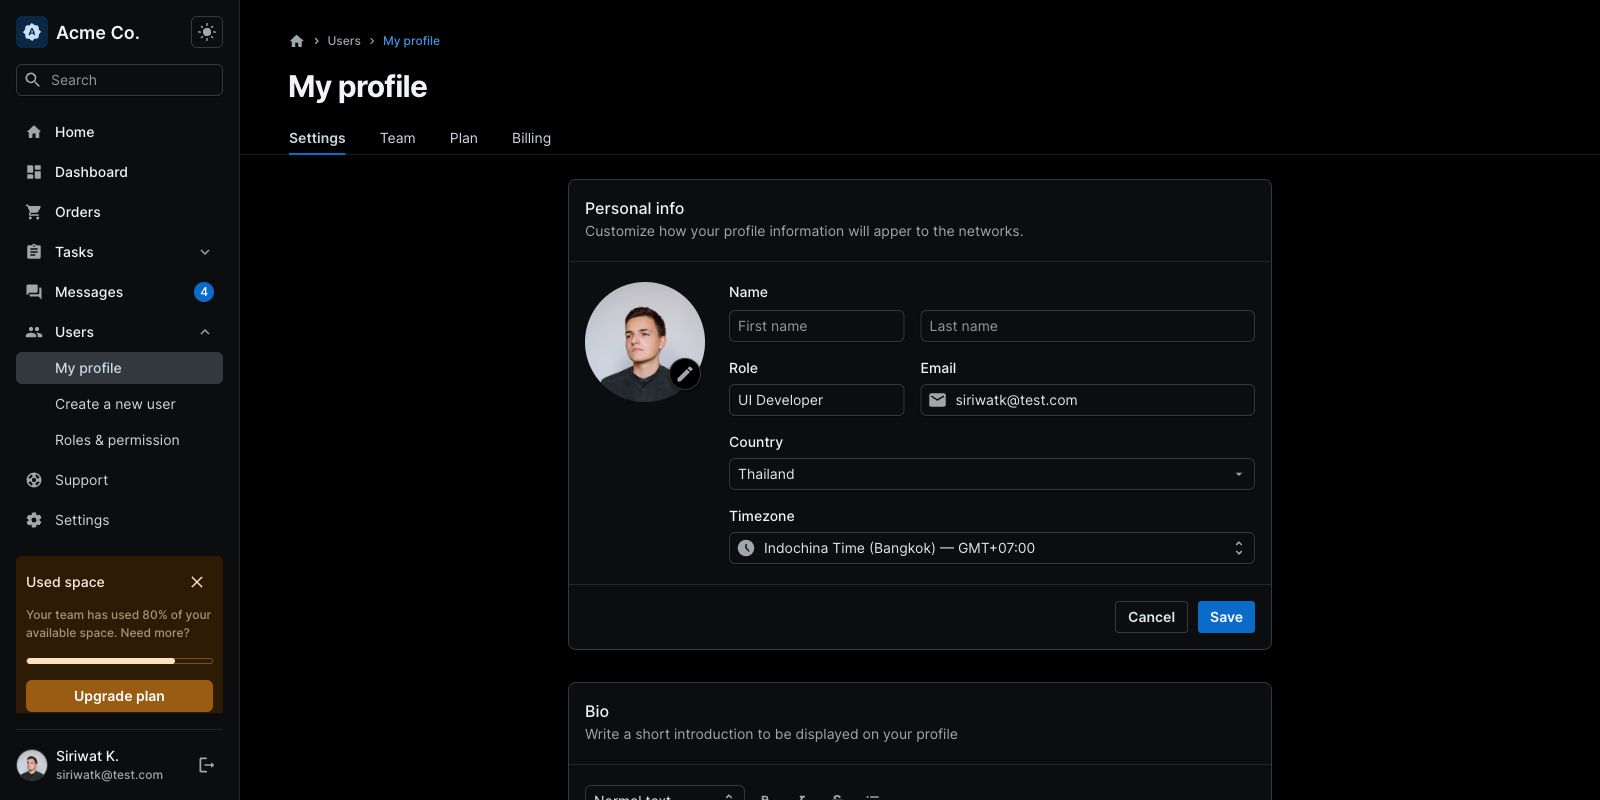 Acme Co.
Search
Home
Dashboard
Orders
Tasks
Messages
4
Users
My profile
Create a new user
Roles & permission
Support
Settings
Used space
Your team has used 80% of your
available space. Need more?
Upgrade plan
Siriwat K.
siriwatk@test.com
Users
My profile
My profile
Settings Team Plan Billing
Personal info
Customize how your profile information will apper to the networks.
Name
First name Last name
Role Email
UI Developer siriwatk@test.com
Country
Thailand
Timezone
Indochina Time (Bangkok) — GMT+07:00
Cancel Save
Bio
Write a short introduction to be displayed on your profile
Normal text